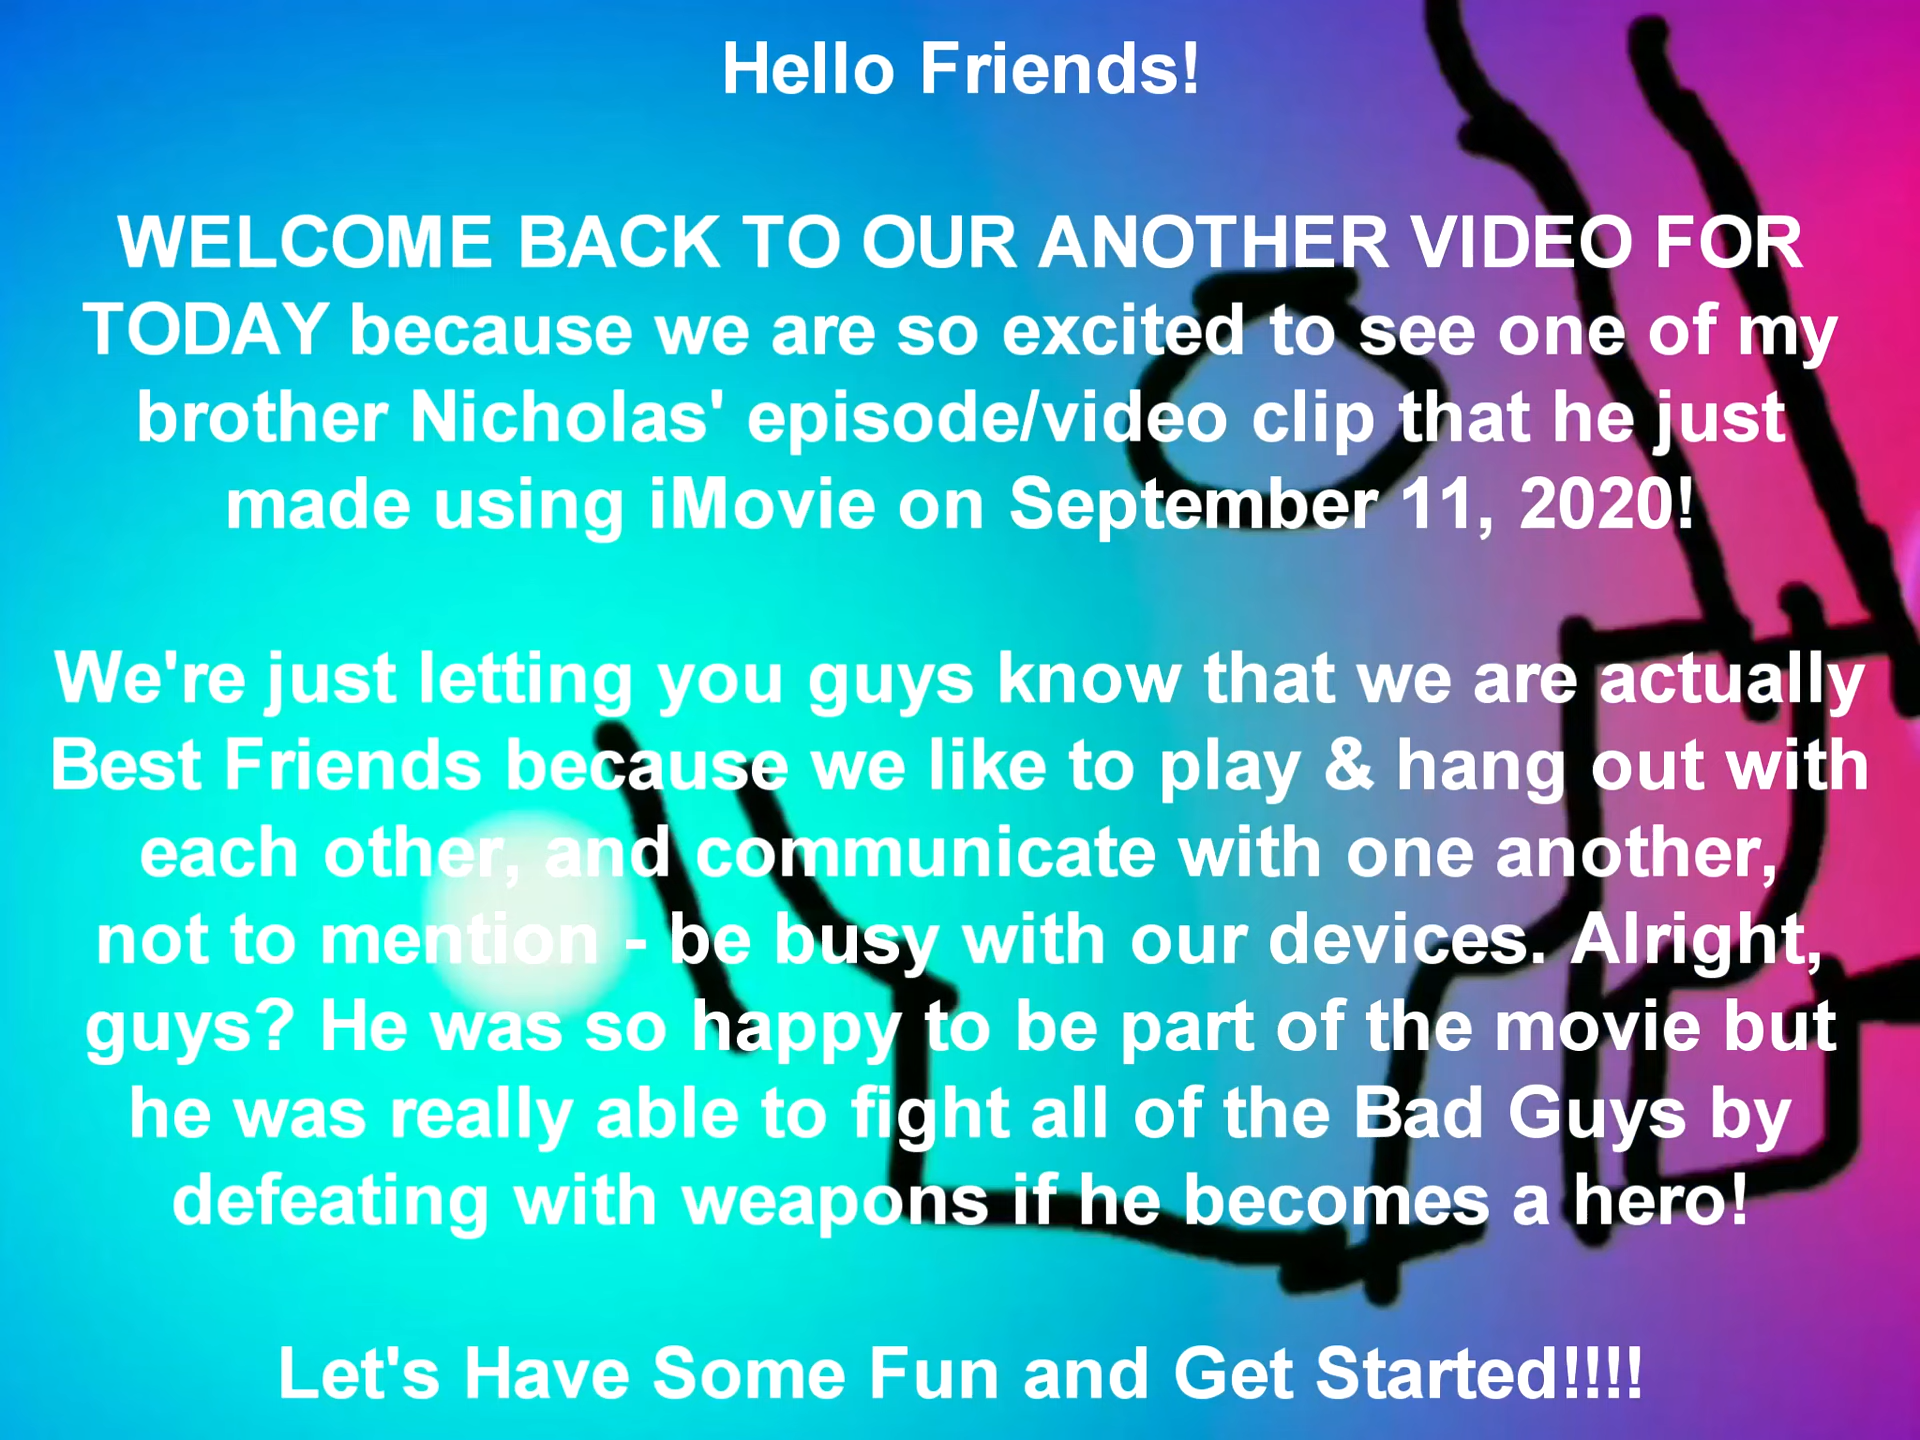 Hello Friends!
WELCOME BACK TO OUR ANOTHER VIDEO FOR
TODAY because we are so excited to see one of my
brother Nicholas' episode/video clip that he just
made using iMovie on September 11, 2020!
We're just letting you guys know that we are actually
Best Friends because we like to play & hang out with
each other, and communicate with one another,
not to mention - be busy with our devices. Alright,
guys? He was so happy to be part of the movie but
he was really able to fight all of the Bad Guys by
defeating with weapons if he becomes a hero!
Let's Have Some Fun and Get Started!!!!